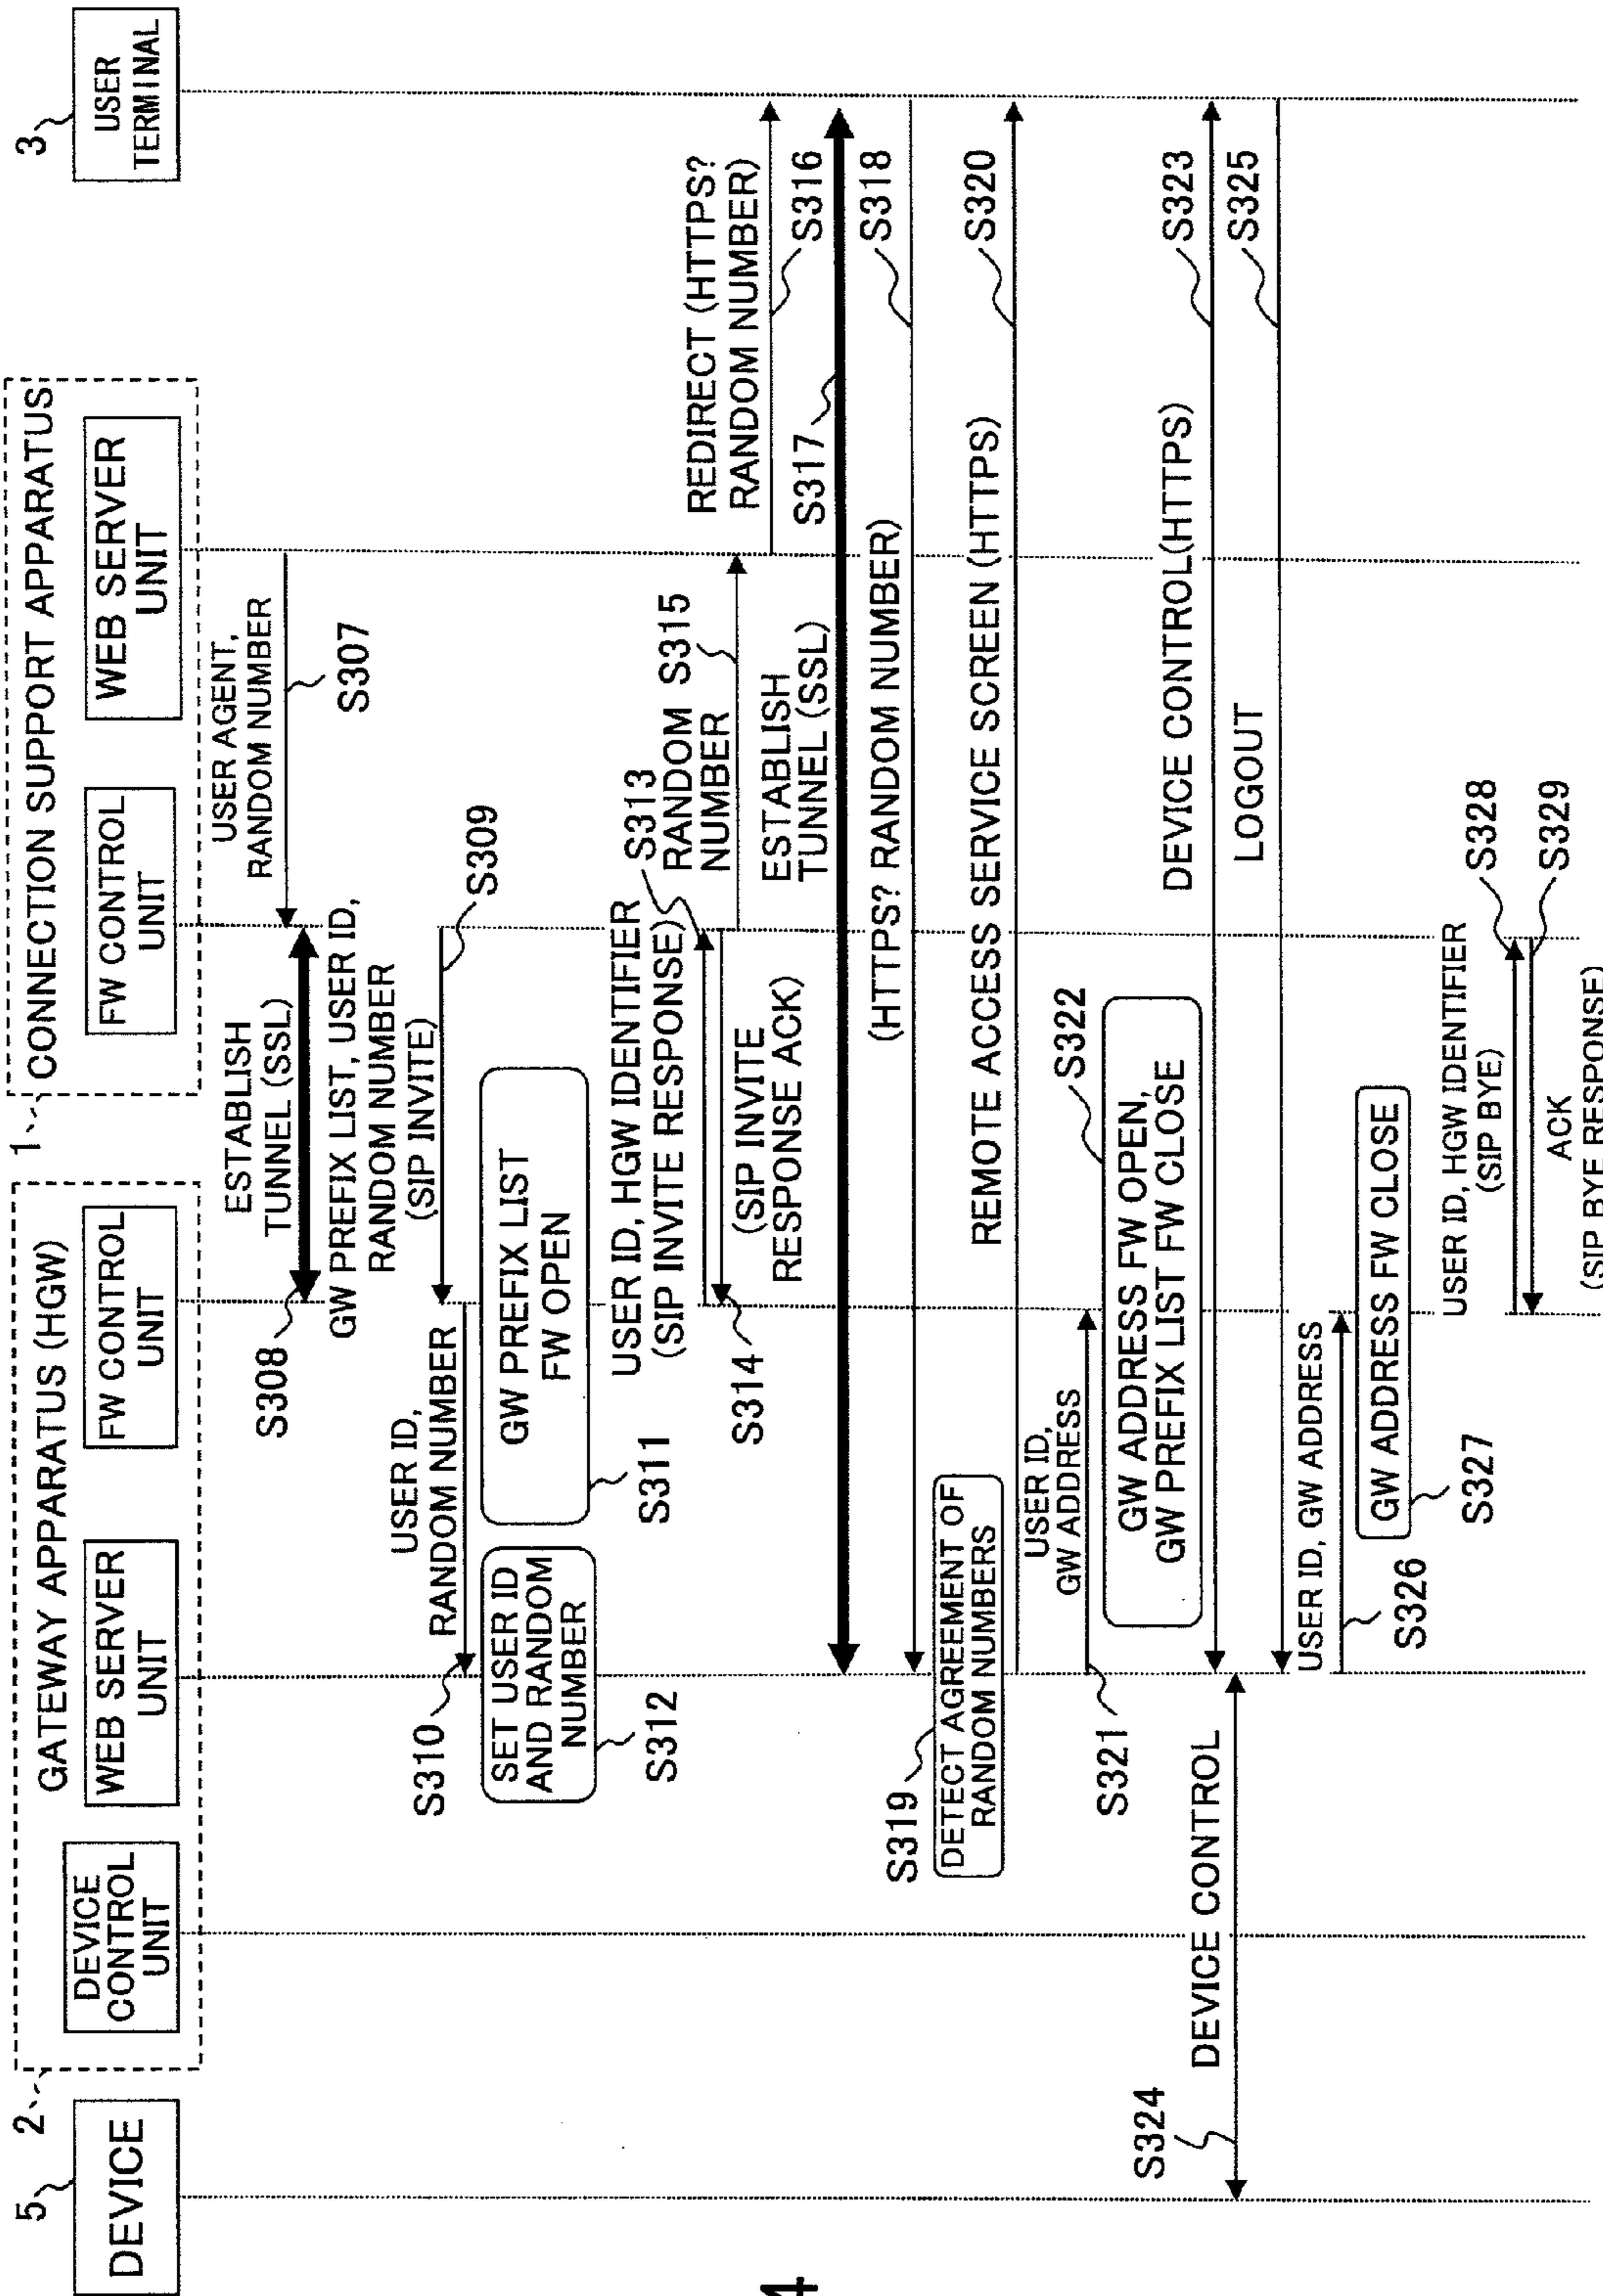 5
DEVICE
2
GATEWAY APPARATUS (HGW)
DEVICE
CONTROL
UNIT
WEB SERVER
UNIT
FW CONTROL
UNIT
1
CONNECTION SUPPORT APPARATUS
FW CONTROL
UNIT
WEB SERVER
UNIT
3
USER
TERMINAL
USER AGENT,
RANDOM NUMBER
S307
ESTABLISH
TUNNEL (SSL)
S308
GW PREFIX LIST, USER ID,
RANDOM NUMBER
(SIP INVITE)
S309
USER ID,
RANDOM NUMBER
S310
SET USER ID
AND RANDOM
NUMBER
S312
GW PREFIX LIST
FW OPEN
S311
USER ID, HGW IDENTIFIER
(SIP INVITE RESPONSE)
S313
(SIP INVITE
RESPONSE ACK)
S314
RANDOM
NUMBER
S315
REDIRECT (HTTPS?
RANDOM NUMBER)
S316
ESTABLISH
TUNNEL (SSL)
S317
(HTTPS? RANDOM NUMBER)
S318
S319
DETECT AGREEMENT OF
RANDOM NUMBERS
REMOTE ACCESS SERVICE SCREEN (HTTPS)
S320
USER ID,
GW ADDRESS
S321
S322
GW ADDRESS FW OPEN,
GW PREFIX LIST FW CLOSE
DEVICE CONTROL(HTTPS)
S323
S324
DEVICE CONTROL
LOGOUT
S325
USER ID, GW ADDRESS
S326
GW ADDRESS FW CLOSE
S327
USER ID, HGW IDENTIFIER
(SIP BYE)
S328
S329
ACK
(SIP BYE RESPONSE)
4